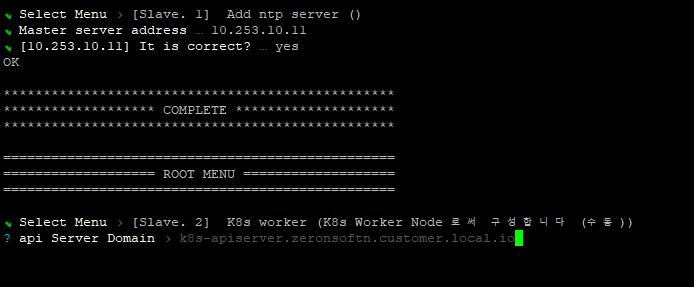 ✔ Select Menu › [Slave. 1]  Add ntp server ()
✔ Master server address … 10.253.10.11
✔ [10.253.10.11] It is correct? … yes
OK
*************************************************
******************* COMPLETE ********************
*************************************************
=================================================
=================== ROOT MENU ===================
=================================================
✔ Select Menu › [Slave. 2]  K8s worker (K8s Worker Node 로써 구성합니다 (수동))
? api Server Domain › k8s-apiserver.zeronsoftn.customer.local.io